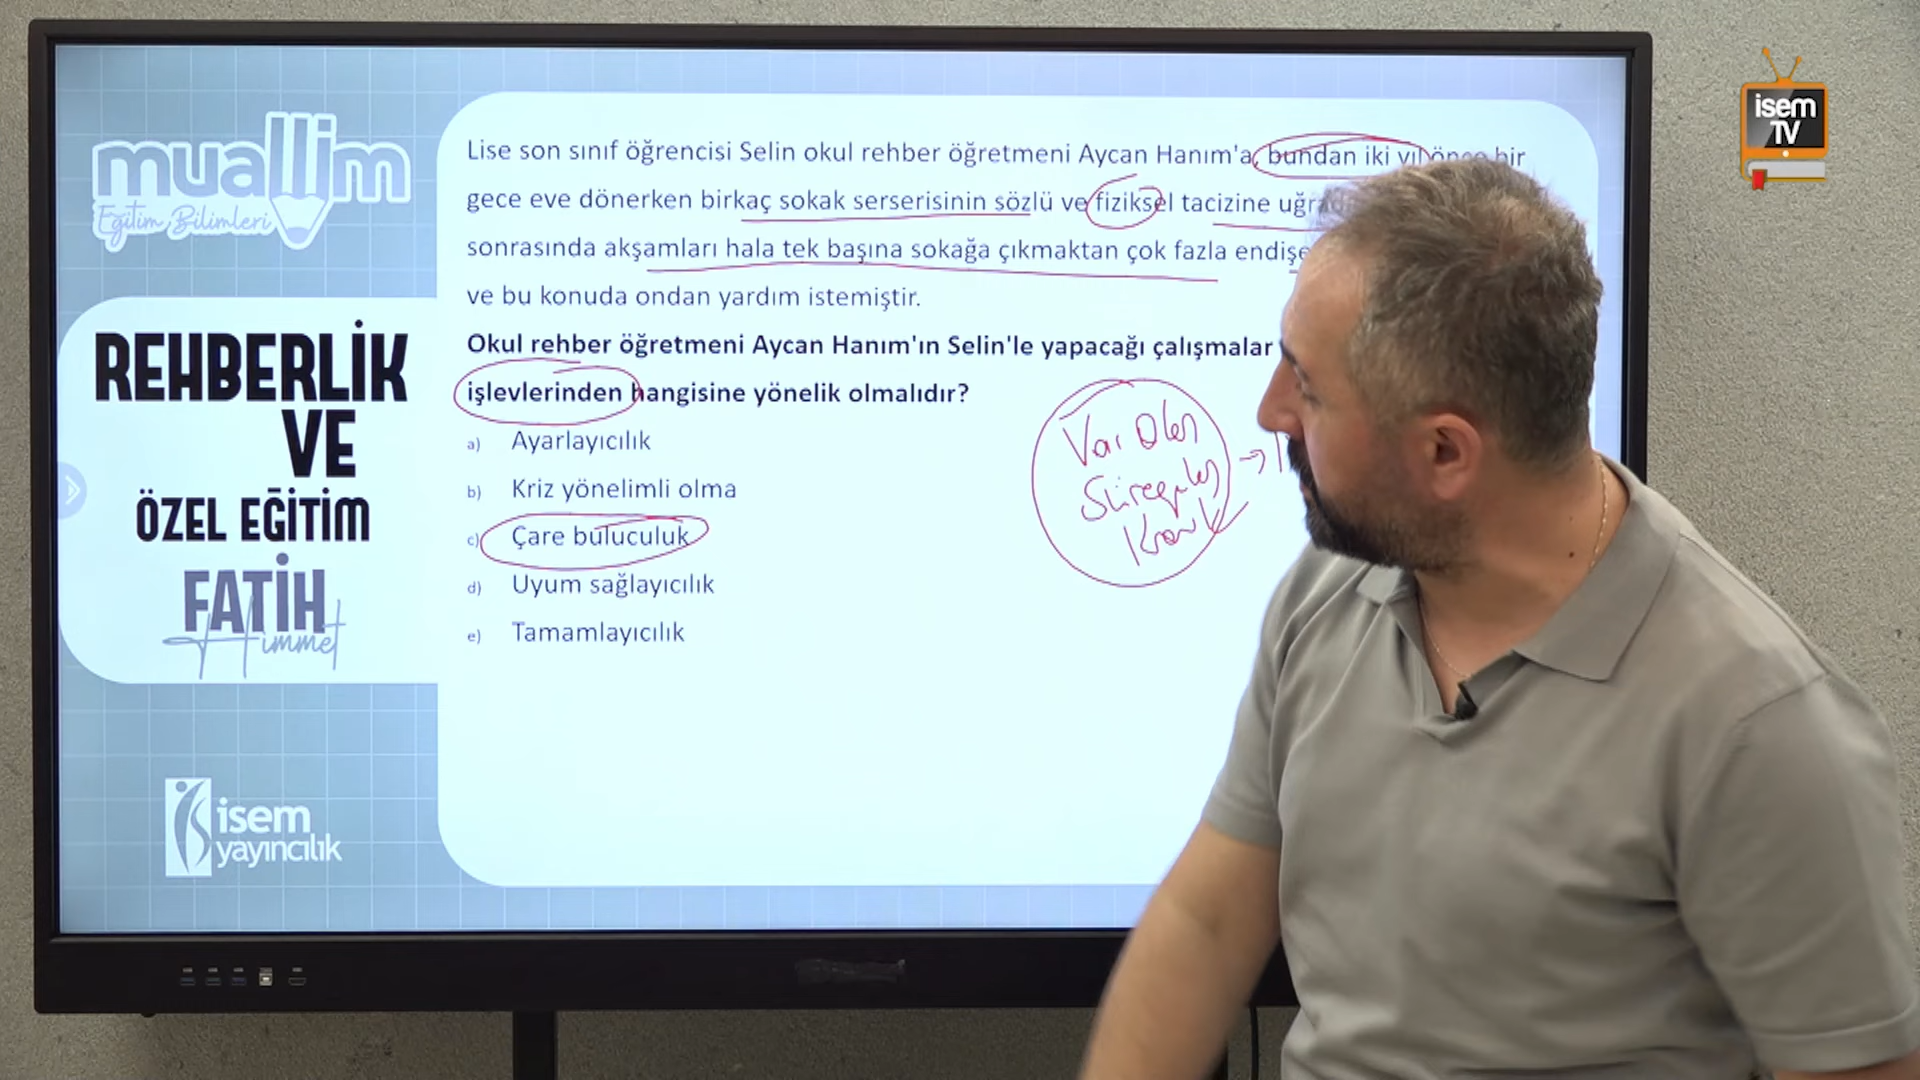 isem
TV
muallim
Eğitim Bilimleri
REHBERLİK
VE
ÖZEL EĞİTİM
FATİH
Himmet
isem
yayıncılık
Lise son sınıf öğrencisi Selin okul rehber öğretmeni Aycan Hanım'a, bundan iki yıl önce bir
gece eve dönerken birkaç sokak serserisinin sözlü ve fiziksel tacizine
sonrasında akşamları hala tek başına sokağa çıkmaktan çok fazla
ve bu konuda ondan yardım istemiştir.
Okul rehber öğretmeni Aycan Hanım'ın Selin'le yapacağı çalışmalar
işlevlerinden hangisine yönelik olmalıdır?
a) Ayarlayıcılık
b) Kriz yönelimli olma
c) Çare buluculuk
d) Uyum sağlayıcılık
e) Tamamlayıcılık
Var Olan
Süregelen